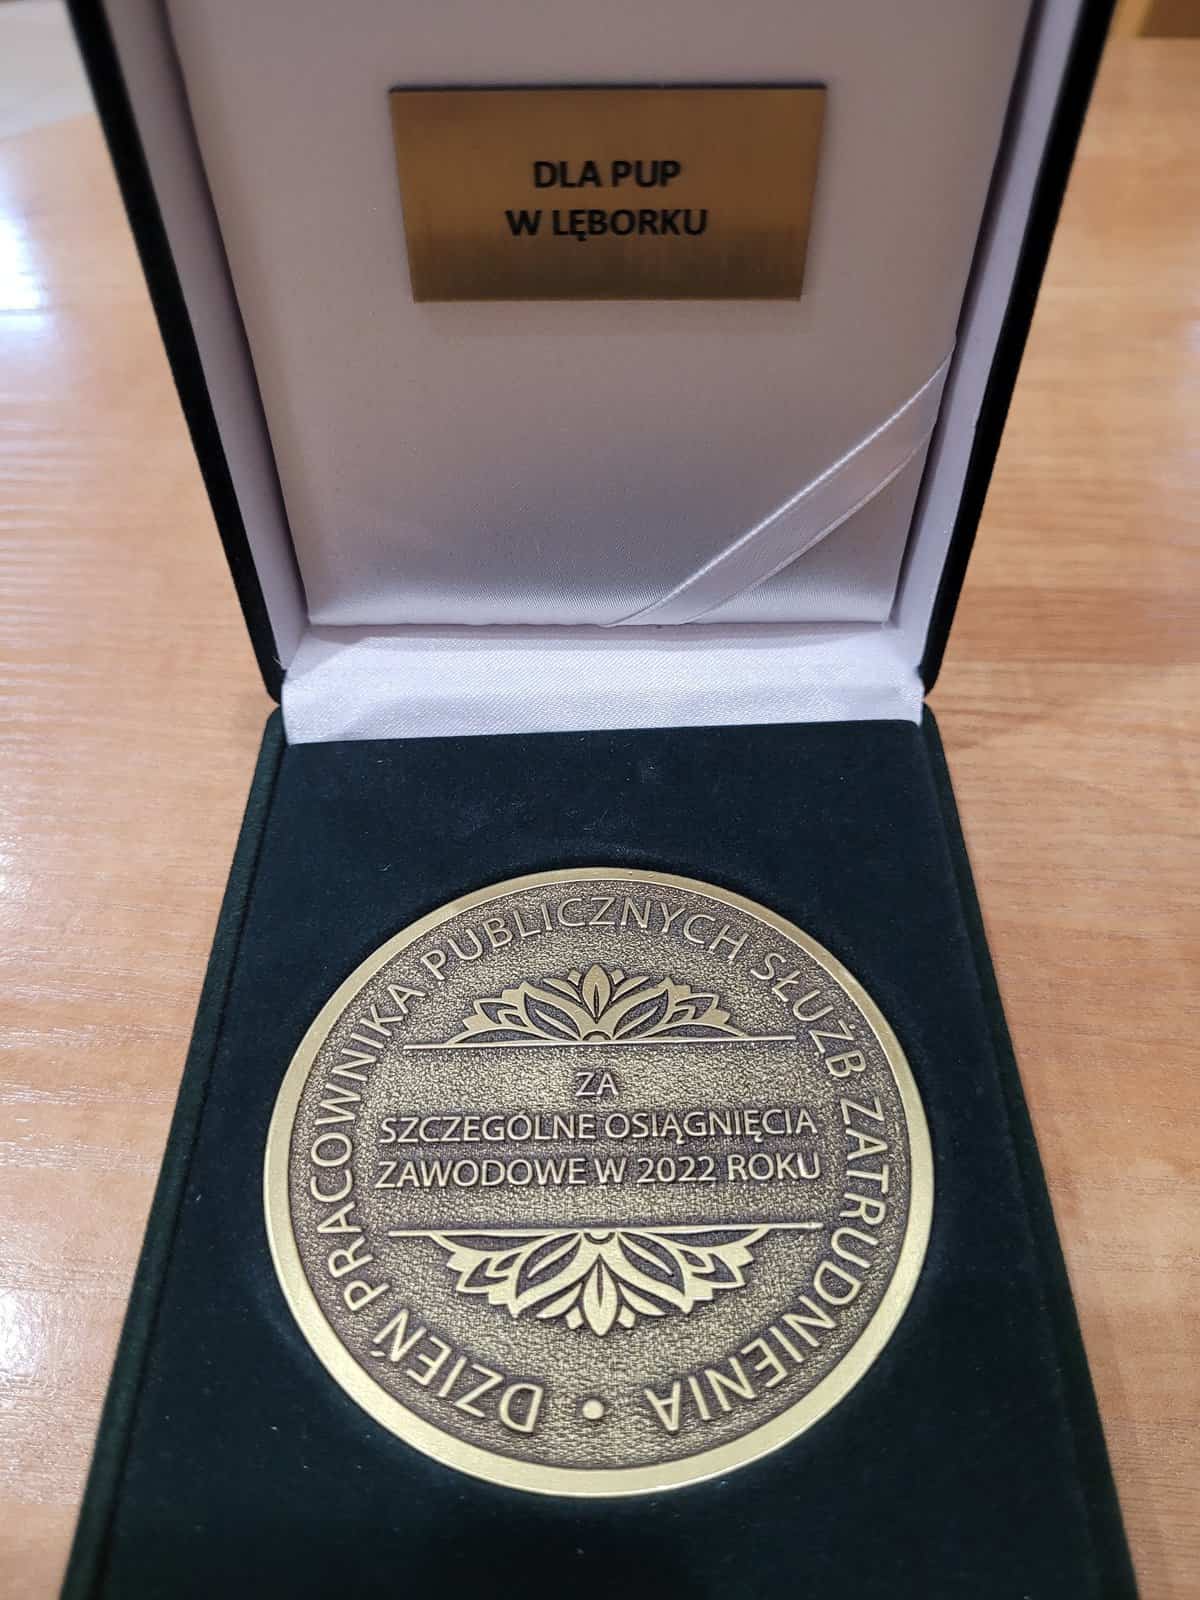 DLA PUP
W LĘBORKU
DZIEŃ PRACOWNIKA PUBLICZNYCH SŁUŻB ZATRUDNIENIA •
ZA
SZCZEGÓLNE OSIĄGNIĘCIA
ZAWODOWE W 2022 ROKU